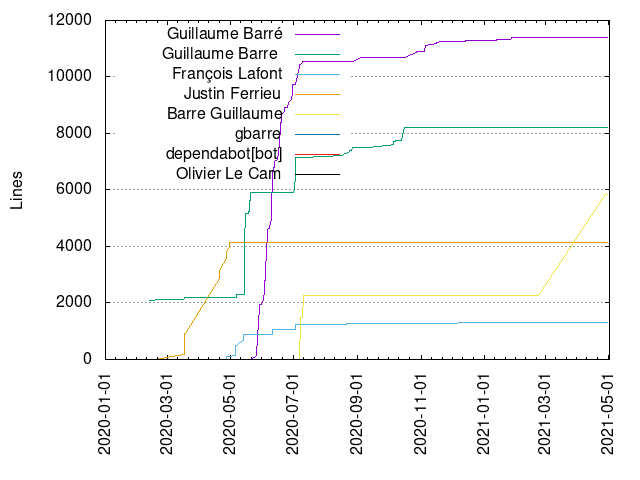 12000
10000
8000
6000
4000
2000
0
Lines
Guillaume Barré
Guillaume Barre
François Lafont
Justin Ferrieu
Barre Guillaume
gbarre
dependabot[bot]
Olivier Le Cam
2020-01-01
2020-03-01
2020-05-01
2020-07-01
2020-09-01
2020-11-01
2021-01-01
2021-03-01
2021-05-01